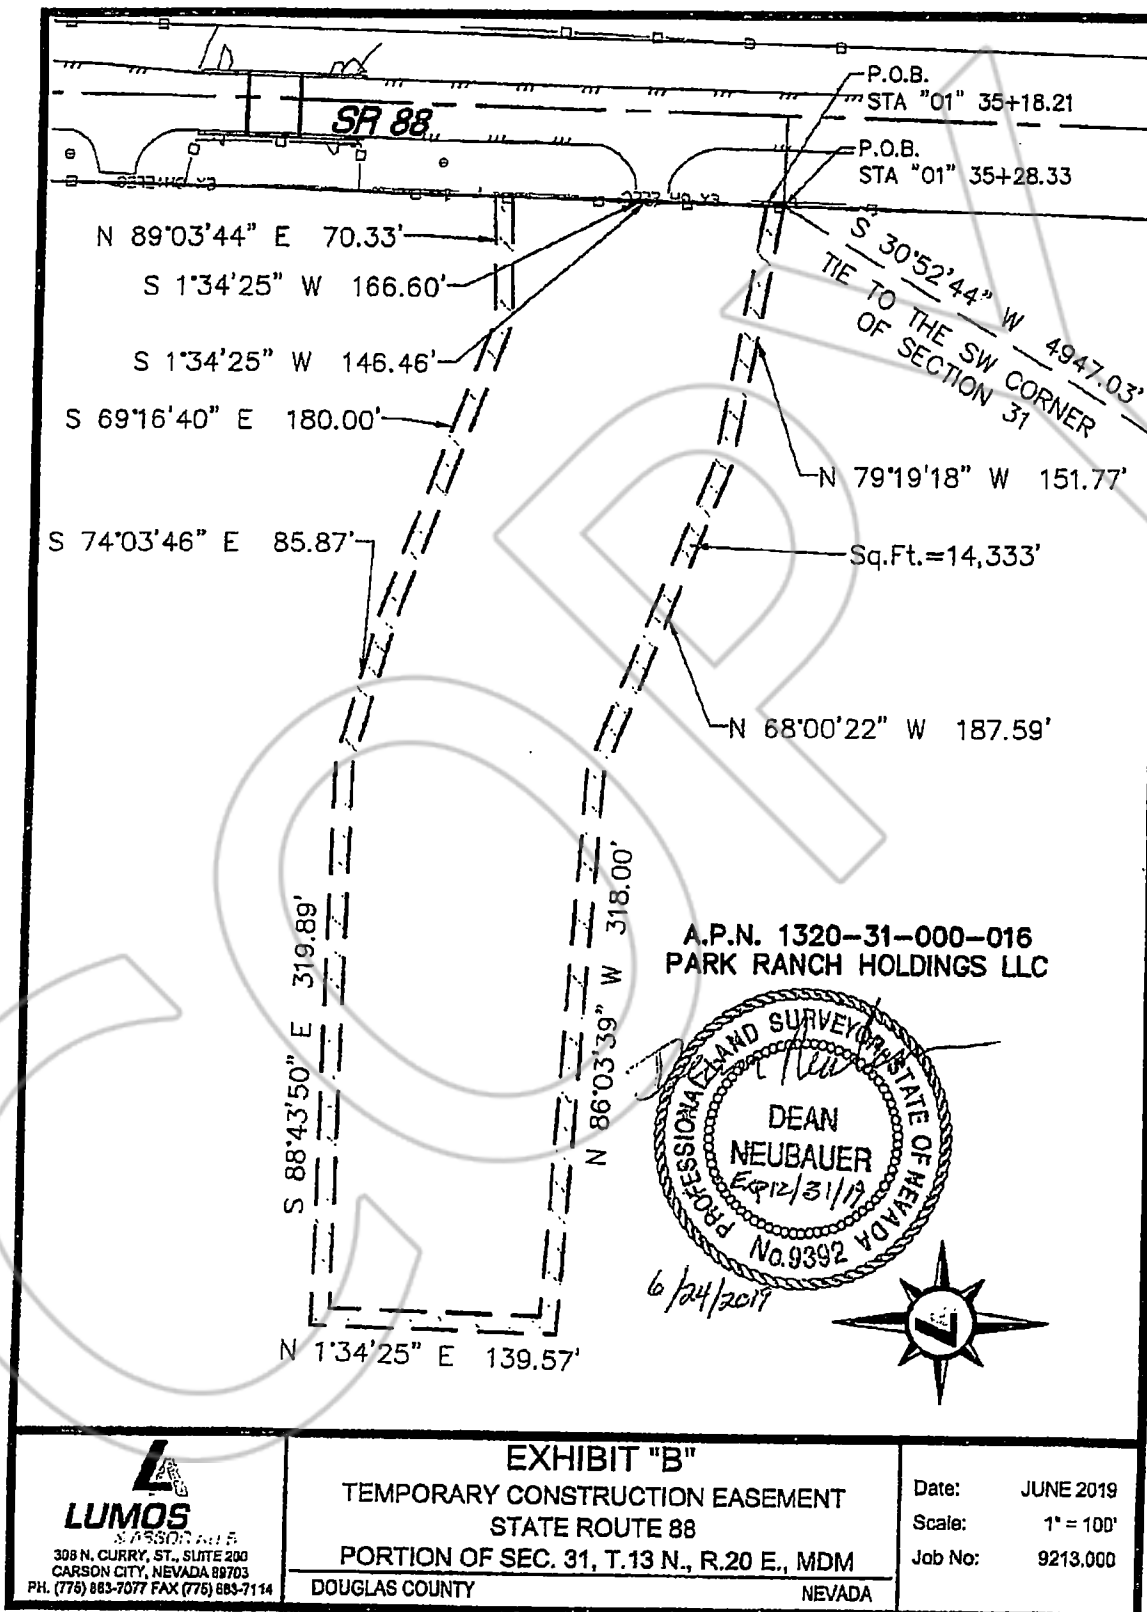 P.O.B.
STA "01" 35+18.21
SR 88
P.O.B.
STA "01" 35+28.33
N 89°03'44" E 70.33'
S 1°34'25" W 166.60'
S 1°34'25" W 146.46'
S 69°16'40" E 180.00'
S 74°03'46" E 85.87'
S 30°52'44" W 4947.03'
TIE TO THE SW CORNER
OF SECTION 31
N 79°19'18" W 151.77'
Sq.Ft.=14,333'
N 68°00'22" W 187.59'
S 88°43'50" E 319.89'
N 86°03'39" W 318.00'
N 1°34'25" E 139.57'
A.P.N. 1320-31-000-016
PARK RANCH HOLDINGS LLC
PROFESSIONAL LAND SURVEYOR STATE OF NEVADA
DEAN
NEUBAUER
Exp 12/31/19
No. 9392
6/24/2019
COPY
LUMOS
& ASSOCIATES
308 N. CURRY, ST., SUITE 200
CARSON CITY, NEVADA 89703
PH. (775) 883-7077 FAX (775) 883-7114
EXHIBIT "B"
TEMPORARY CONSTRUCTION EASEMENT
STATE ROUTE 88
PORTION OF SEC. 31, T.13 N., R.20 E., MDM
DOUGLAS COUNTY NEVADA
Date: JUNE 2019
Scale: 1" = 100'
Job No: 9213.000